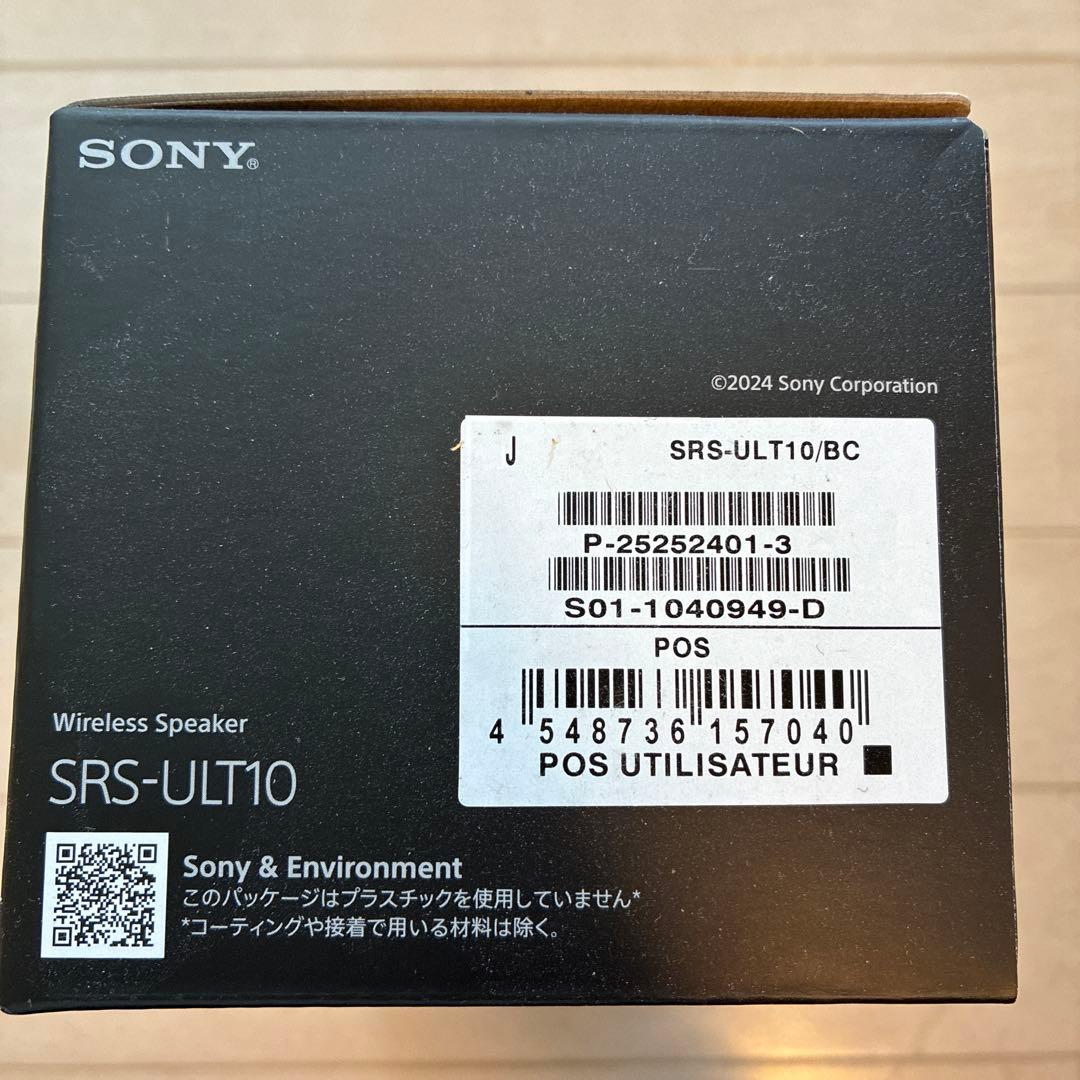 SONY®
©2024 Sony Corporation
J SRS-ULT10/BC
P-25252401-3
S01-1040949-D
POS
4 548736 157040
POS UTILISATEUR
Wireless Speaker
SRS-ULT10
Sony & Environment
このパッケージはプラスチックを使用していません*
*コーティングや接着で用いる材料は除く。